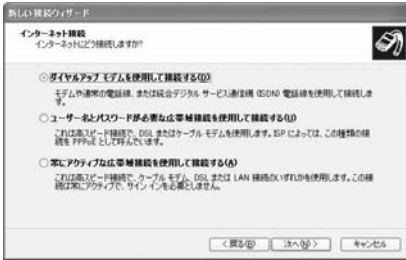 新しい接続ウィザード
インターネット接続
インターネットにどう接続しますか?
ダイヤルアップ モデムを使用して接続する(D)
モデムや通常の電話線、または統合デジタル サービス通信網 (ISDN) 電話線を使用して接続しま
す。
ユーザー名とパスワードが必要な広帯域接続を使用して接続する(U)
これは高スピード接続で、DSL またはケーブル モデムを使用します。ISP によっては、この種類の接
続を PPPoE として呼んでいます。
常にアクティブな広帯域接続を使用して接続する(A)
これは高スピード接続で、ケーブル モデム、DSL または LAN 接続のいずれかを使用します。この接
続は常にアクティブで、サイン インを必要としません。
< 戻る(B)
次へ(N) >
キャンセル